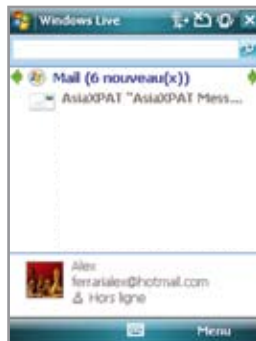 Windows Live
Mail (6 nouveau(x))
AsiaXPAT "AsiaXPAT Mess...
Alex
ferrarialex@hotmail.com
Hors ligne
Menu